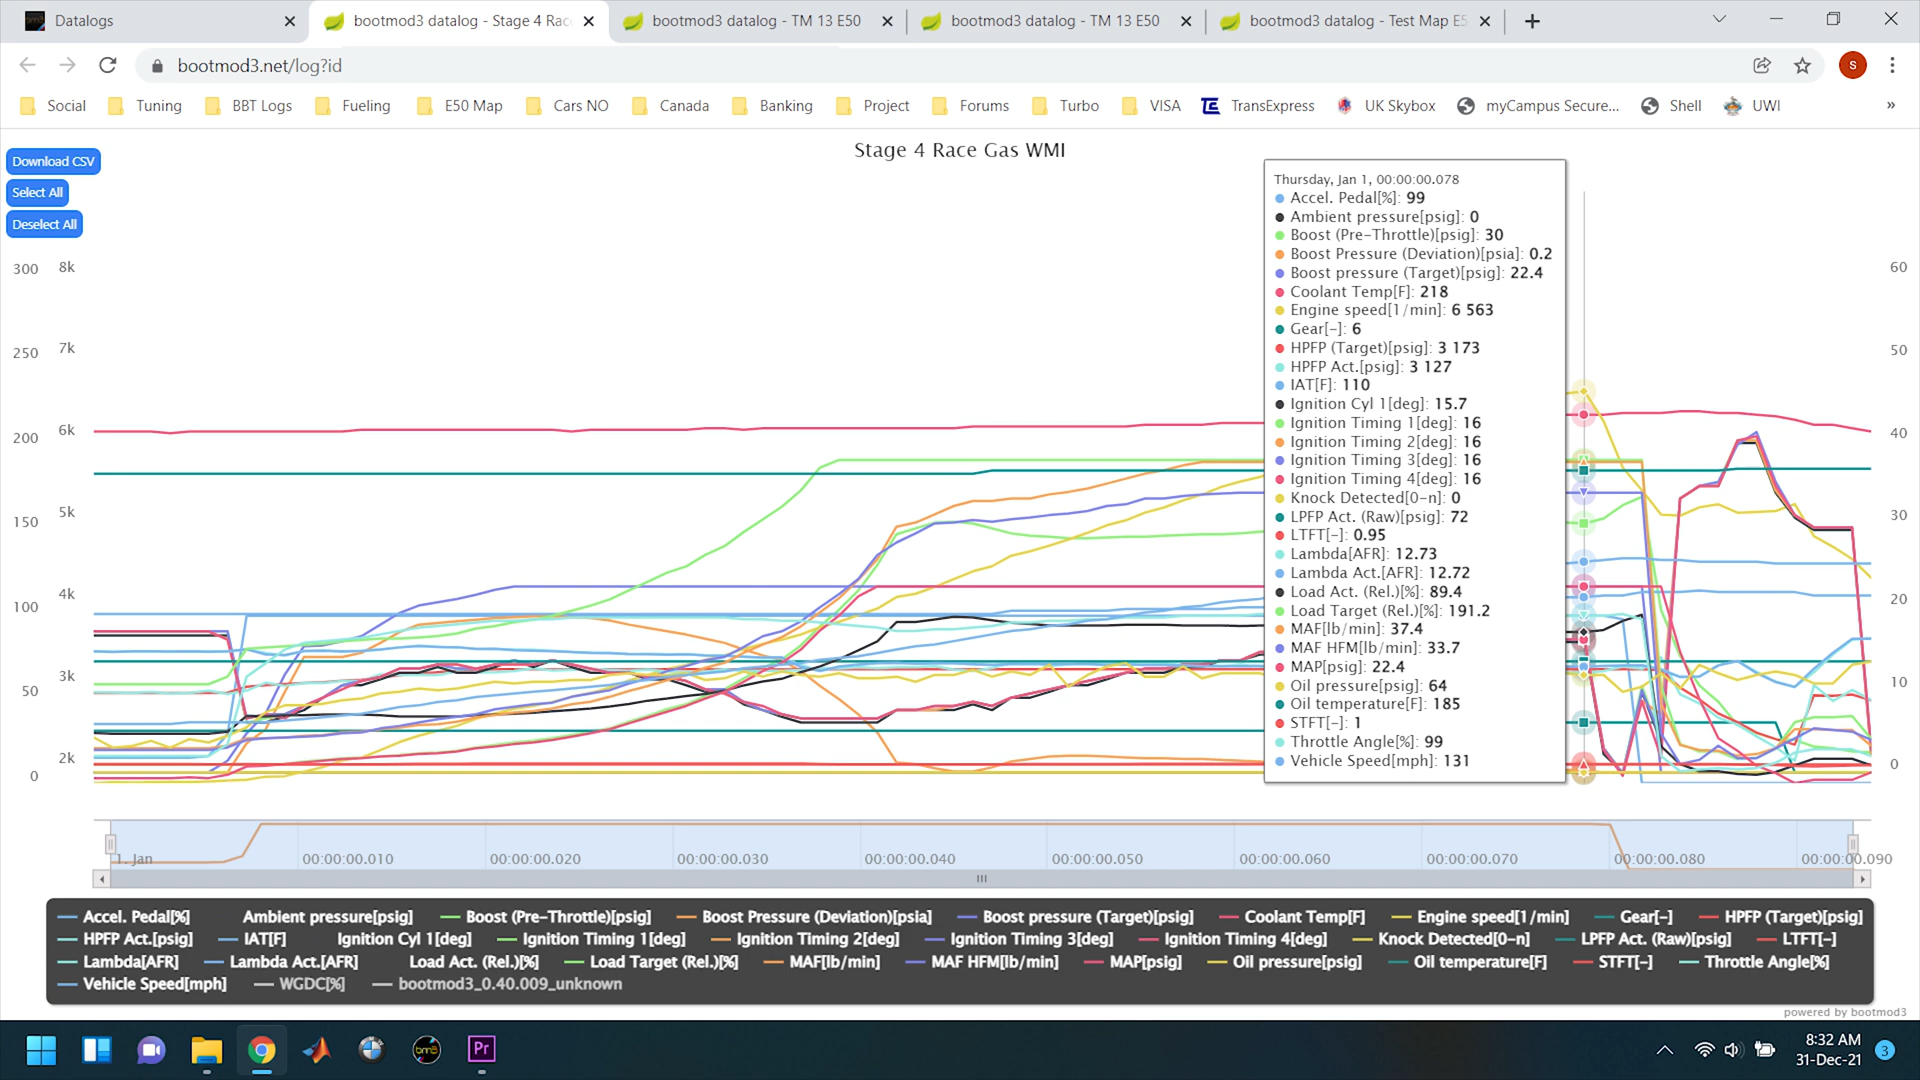 Datalogs
bootmod3 datalog - Stage 4 Rac
bootmod3 datalog - TM 13 E50
bootmod3 datalog - TM 13 E50
bootmod3 datalog - Test Map E5
bootmod3.net/log?id
S
Social
Tuning
BBT Logs
Fueling
E50 Map
Cars NO
Canada
Banking
Project
Forums
Turbo
VISA
TransExpress
UK Skybox
myCampus Secure...
Shell
UWI
»
Stage 4 Race Gas WMI
Download CSV
Select All
Deselect All
Thursday, Jan 1, 00:00:00.078
Accel. Pedal[%]: 99
Ambient pressure[psig]: 0
Boost (Pre-Throttle)[psig]: 30
Boost Pressure (Deviation)[psia]: 0.2
Boost pressure (Target)[psig]: 22.4
Coolant Temp[F]: 218
Engine speed[1/min]: 6 563
Gear[-]: 6
HPFP (Target)[psig]: 3 173
HPFP Act.[psig]: 3 127
IAT[F]: 110
Ignition Cyl 1[deg]: 15.7
Ignition Timing 1[deg]: 16
Ignition Timing 2[deg]: 16
Ignition Timing 3[deg]: 16
Ignition Timing 4[deg]: 16
Knock Detected[0-n]: 0
LPFP Act. (Raw)[psig]: 72
LTFT[-]: 0.95
Lambda[AFR]: 12.73
Lambda Act.[AFR]: 12.72
Load Act. (Rel.)[%]: 89.4
Load Target (Rel.)[%]: 191.2
MAF[lb/min]: 37.4
MAF HFM[lb/min]: 33.7
MAP[psig]: 22.4
Oil pressure[psig]: 64
Oil temperature[F]: 185
STFT[-]: 1
Throttle Angle[%]: 99
Vehicle Speed[mph]: 131
300 8k 60
250 7k 50
200 6k 40
150 5k 30
100 4k 20
50 3k 10
0 2k 0
1. Jan 00:00:00.010 00:00:00.020 00:00:00.030 00:00:00.040 00:00:00.050 00:00:00.060 00:00:00.070 00:00:00.080 00:00:00.090
Accel. Pedal[%] Ambient pressure[psig] Boost (Pre-Throttle)[psig] Boost Pressure (Deviation)[psia] Boost pressure (Target)[psig] Coolant Temp[F] Engine speed[1/min] Gear[-] HPFP (Target)[psig]
HPFP Act.[psig] IAT[F] Ignition Cyl 1[deg] Ignition Timing 1[deg] Ignition Timing 2[deg] Ignition Timing 3[deg] Ignition Timing 4[deg] Knock Detected[0-n] LPFP Act. (Raw)[psig] LTFT[-]
Lambda[AFR] Lambda Act.[AFR] Load Act. (Rel.)[%] Load Target (Rel.)[%] MAF[lb/min] MAF HFM[lb/min] MAP[psig] Oil pressure[psig] Oil temperature[F] STFT[-] Throttle Angle[%]
Vehicle Speed[mph] WGDC[%] bootmod3_0.40.009_unknown
powered by bootmod3
bm3
Pr
8:32 AM
31-Dec-21
3